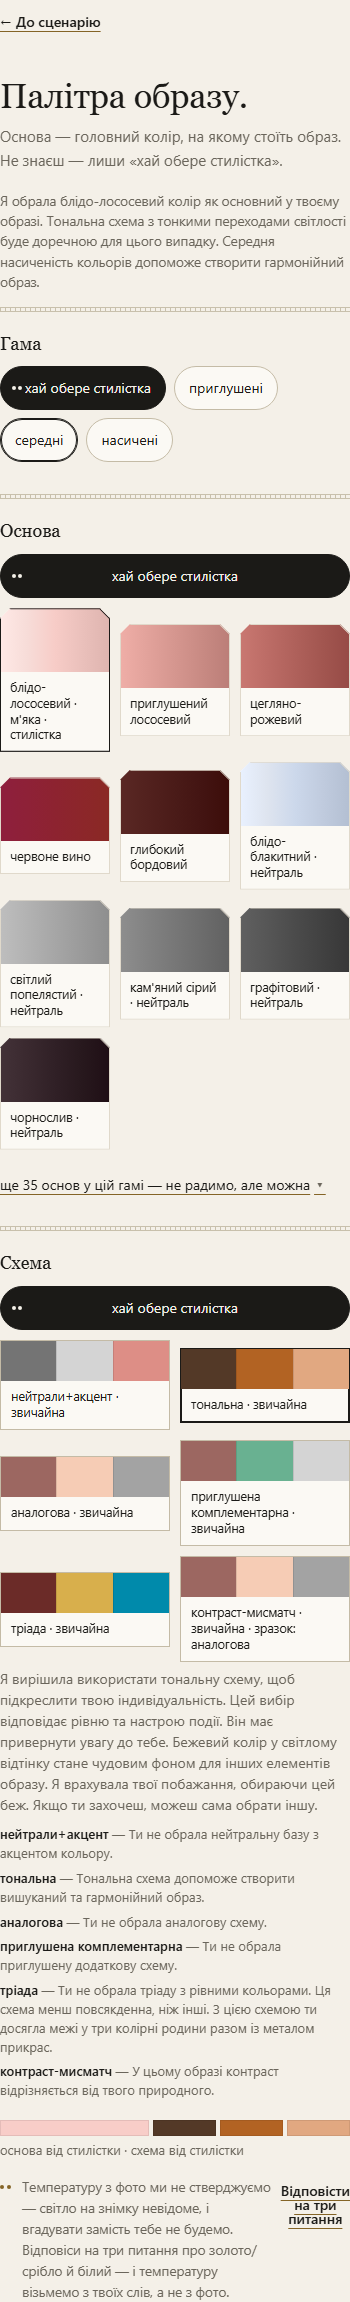 ← До сценарію
Палітра образу.
Основа — головний колір, на якому стоїть образ.
Не знаєш — лиши «хай обере стилістка».
Я обрала блідо-лососевий колір як основний у твоєму
образі. Тональна схема з тонкими переходами світлості
буде доречною для цього випадку. Середня
насиченість кольорів допоможе створити гармонійний
образ.
Гама
хай обере стилістка
приглушені
середні
насичені
Основа
хай обере стилістка
блідо-
лососевий ·
м'яка ·
стилістка
приглушений
лососевий
цегляно-
рожевий
червоне вино
глибокий
бордовий
блідо-
блакитний ·
нейтраль
світлий
попелястий ·
нейтраль
кам'яний сірий
· нейтраль
графітовий ·
нейтраль
чорнослив ·
нейтраль
ще 35 основ у цій гамі — не радимо, але можна ▾
Схема
хай обере стилістка
нейтрали+акцент ·
звичайна
тональна · звичайна
аналогова · звичайна
приглушена
комплементарна ·
звичайна
тріада · звичайна
контраст-мисматч ·
звичайна · зразок:
аналогова
Я вирішила використати тональну схему, щоб
підкреслити твою індивідуальність. Цей вибір
відповідає рівню та настрою події. Він має
привернути увагу до тебе. Бежевий колір у світлому
відтінку стане чудовим фоном для інших елементів
образу. Я врахувала твої побажання, обираючи цей
беж. Якщо ти захочеш, можеш сама обрати іншу.
нейтрали+акцент — Ти не обрала нейтральну базу з
акцентом кольору.
тональна — Тональна схема допоможе створити
вишуканий та гармонійний образ.
аналогова — Ти не обрала аналогову схему.
приглушена комплементарна — Ти не обрала
приглушену додаткову схему.
тріада — Ти не обрала тріаду з рівними кольорами. Ця
схема менш повсякденна, ніж інші. З цією схемою ти
досягла межі у три колірні родини разом із металом
прикрас.
контраст-мисматч — У цьому образі контраст
відрізняється від твого природного.
основа від стилістки · схема від стилістки
Температуру з фото ми не стверджуємо
— світло на знімку невідоме, і
вгадувати замість тебе не будемо.
Відповіси на три питання про золото/
срібло й білий — і температуру
візьмемо з твоїх слів, а не з фото.
Відповісти
на три
питання